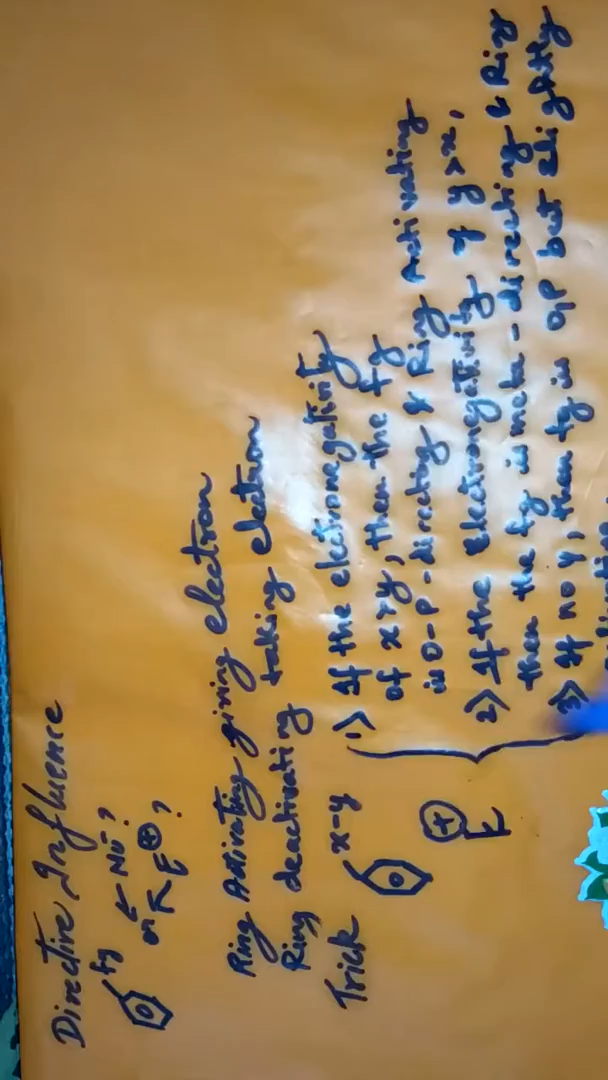 Directive Influence
fg
← Nu⁻?
or ↖ E⊕?
Ring Activating giving electron
Ring deactivating taking electron
Trick
x-y
⊕
E
1) If the electronegativity
of x>y, then the fg
is o-p-directing & Ring Activating
2) If the Electronegativity of y>x,
then the fg is meta-directing & Ring
3) If no y, then fg is op but slightly